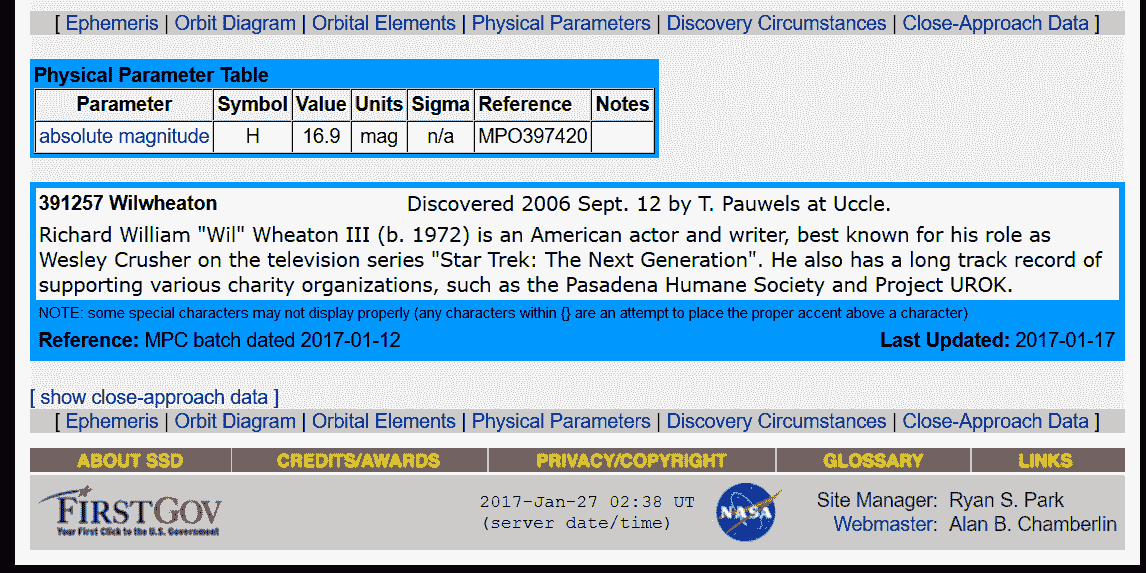 [ Ephemeris | Orbit Diagram | Orbital Elements | Physical Parameters | Discovery Circumstances | Close-Approach Data ]
Physical Parameter Table
Parameter Symbol Value Units Sigma Reference Notes
absolute magnitude H 16.9 mag n/a MPO397420
391257 Wilwheaton Discovered 2006 Sept. 12 by T. Pauwels at Uccle.
Richard William "Wil" Wheaton III (b. 1972) is an American actor and writer, best known for his role as
Wesley Crusher on the television series "Star Trek: The Next Generation". He also has a long track record of
supporting various charity organizations, such as the Pasadena Humane Society and Project UROK.
NOTE: some special characters may not display properly (any characters within {} are an attempt to place the proper accent above a character)
Reference: MPC batch dated 2017-01-12 Last Updated: 2017-01-17
[ show close-approach data ]
[ Ephemeris | Orbit Diagram | Orbital Elements | Physical Parameters | Discovery Circumstances | Close-Approach Data ]
ABOUT SSD CREDITS/AWARDS PRIVACY/COPYRIGHT GLOSSARY LINKS
FIRSTGOV 2017-Jan-27 02:38 UT NASA Site Manager: Ryan S. Park
Your First Click to the U.S. Government (server date/time) Webmaster: Alan B. Chamberlin